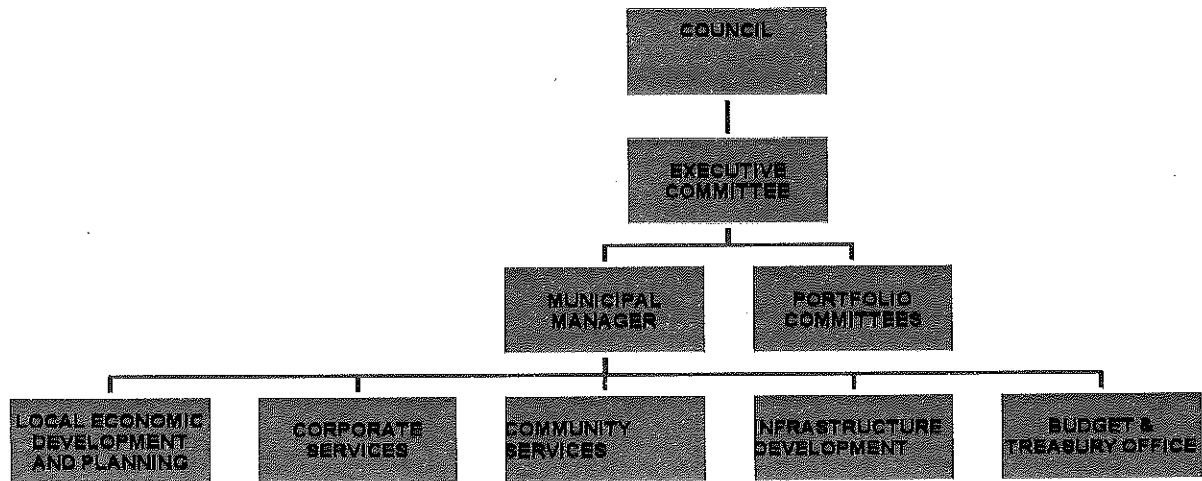 COUNCIL
EXECUTIVE
COMMITTEE
MUNICIPAL
MANAGER
PORTFOLIO
COMMITTEES
LOCAL ECONOMIC
DEVELOPMENT
AND PLANNING
CORPORATE
SERVICES
COMMUNITY
SERVICES
INFRASTRUCTURE
DEVELOPMENT
BUDGET &
TREASURY OFFICE